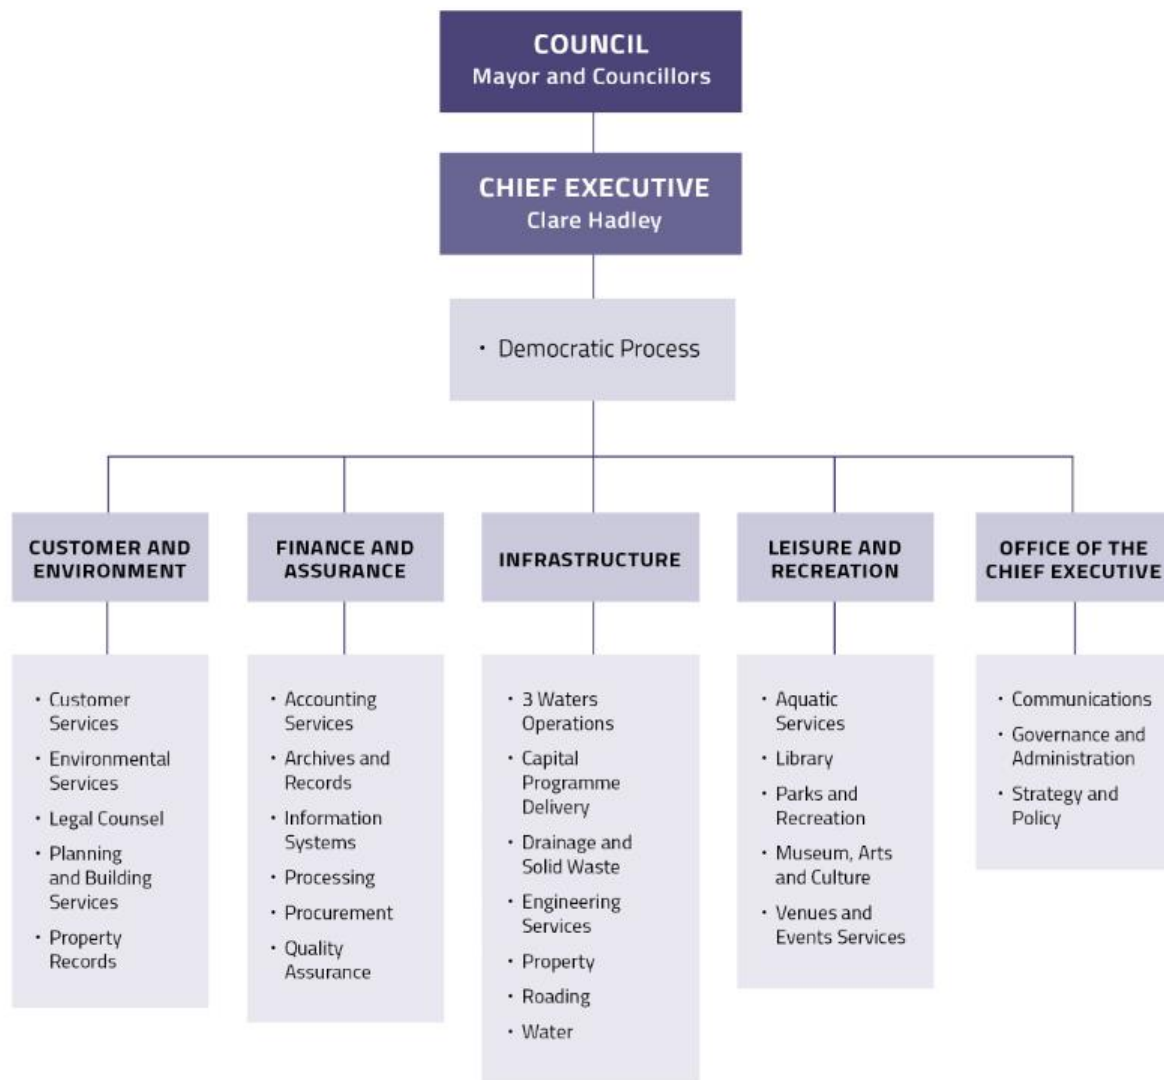 COUNCIL
Mayor and Councillors
CHIEF EXECUTIVE
Clare Hadley
• Democratic Process
CUSTOMER AND
ENVIRONMENT
• Customer
Services
• Environmental
Services
• Legal Counsel
• Planning
and Building
Services
• Property
Records
FINANCE AND
ASSURANCE
• Accounting
Services
• Archives and
Records
• Information
Systems
• Processing
• Procurement
• Quality
Assurance
INFRASTRUCTURE
• 3 Waters
Operations
• Capital
Programme
Delivery
• Drainage and
Solid Waste
• Engineering
Services
• Property
• Roading
• Water
LEISURE AND
RECREATION
• Aquatic
Services
• Library
• Parks and
Recreation
• Museum, Arts
and Culture
• Venues and
Events Services
OFFICE OF THE
CHIEF EXECUTIVE
• Communications
• Governance and
Administration
• Strategy and
Policy